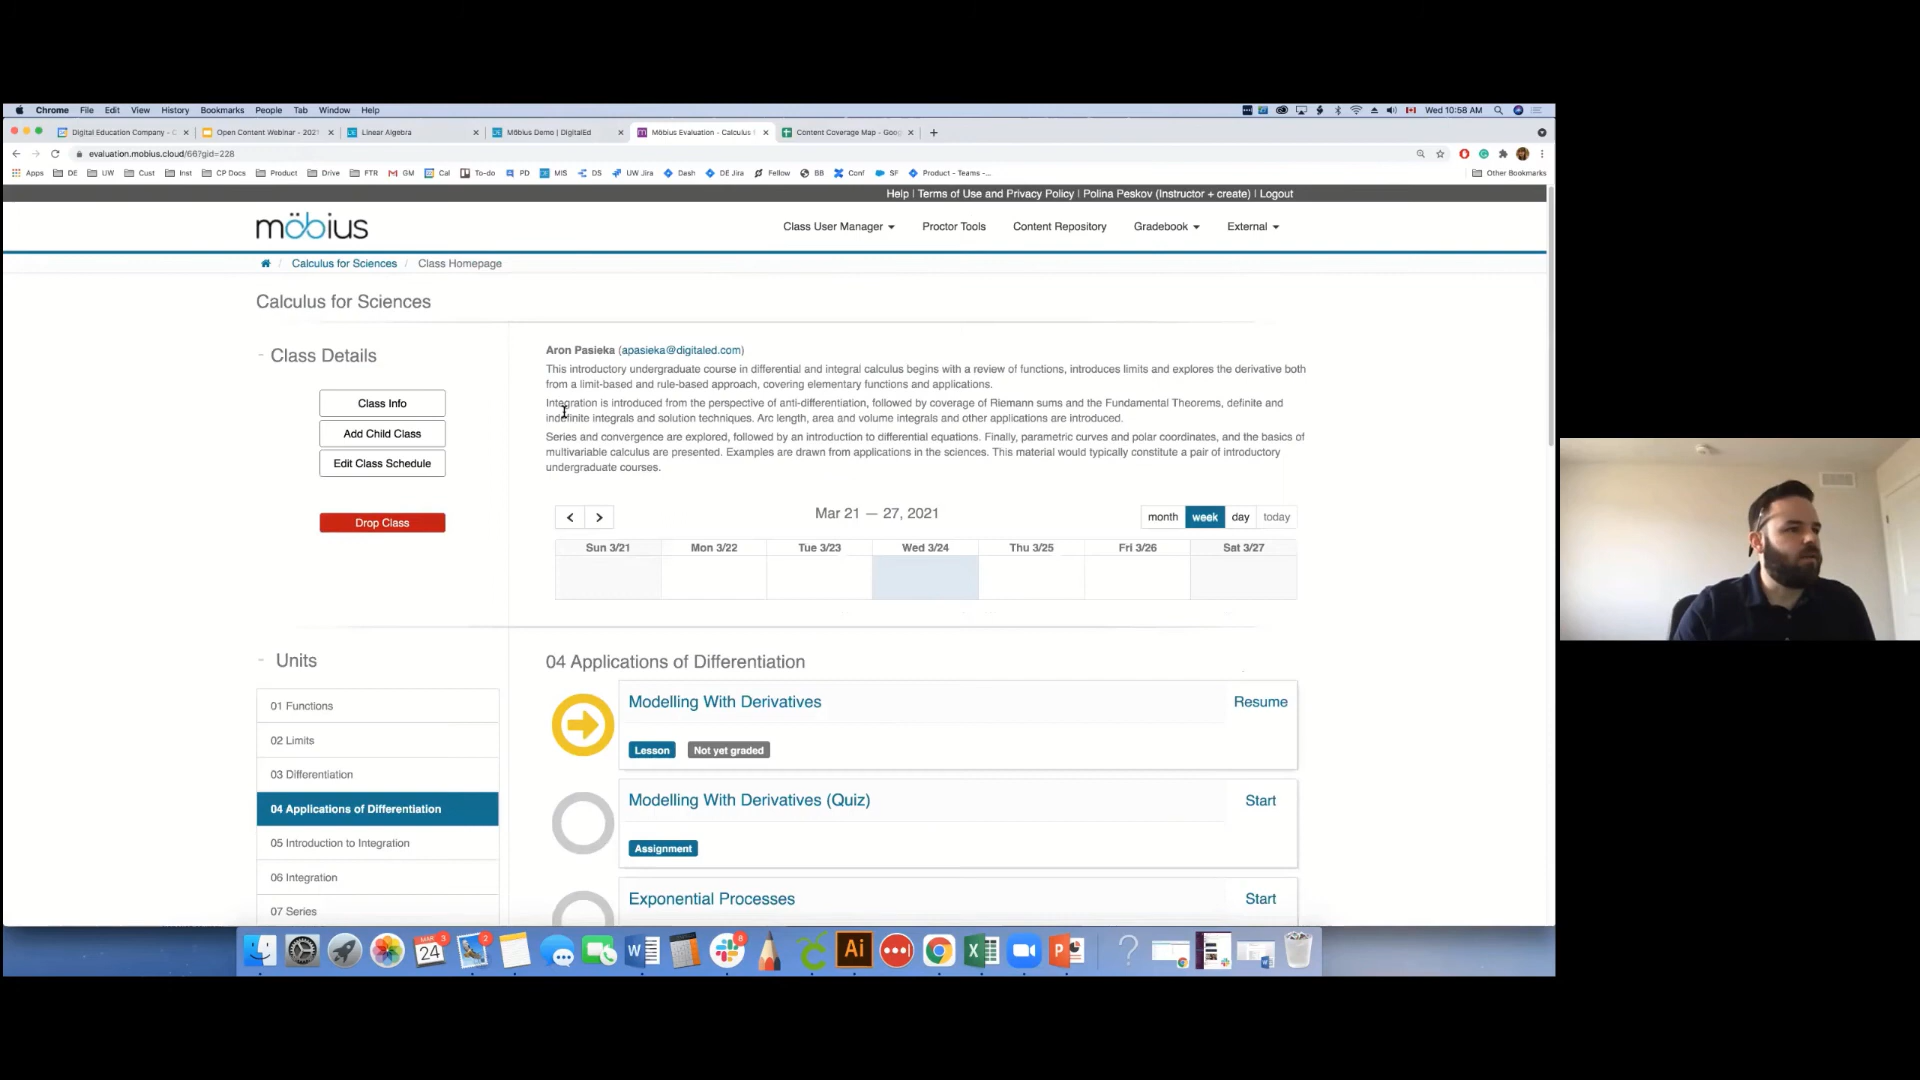 Chrome File Edit View History Bookmarks People Tab Window Help
Wed 10:58 AM
Digital Education Company - C
Open Content Webinar - 2021
Linear Algebra
Möbius Demo | DigitalEd
Möbius Evaluation - Calculus
Content Coverage Map - Goo
evaluation.mobius.cloud/66?gid=228
Apps DE UW Cust Inst CP Docs Product Drive FTR GM Cal To-do PD MIS DS UW Jira Dash DE Jira Fellow BB Conf SF Product - Teams -... Other Bookmarks
Help | Terms of Use and Privacy Policy | Polina Peskov (Instructor + create) | Logout
möbius
Class User Manager Proctor Tools Content Repository Gradebook External
/ Calculus for Sciences / Class Homepage
Calculus for Sciences
- Class Details
Class Info
Add Child Class
Edit Class Schedule
Drop Class
Aron Pasieka (apasieka@digitaled.com)
This introductory undergraduate course in differential and integral calculus begins with a review of functions, introduces limits and explores the derivative both
from a limit-based and rule-based approach, covering elementary functions and applications.
Integration is introduced from the perspective of anti-differentiation, followed by coverage of Riemann sums and the Fundamental Theorems, definite and
indefinite integrals and solution techniques. Arc length, area and volume integrals and other applications are introduced.
Series and convergence are explored, followed by an introduction to differential equations. Finally, parametric curves and polar coordinates, and the basics of
multivariable calculus are presented. Examples are drawn from applications in the sciences. This material would typically constitute a pair of introductory
undergraduate courses.
Mar 21 — 27, 2021
month week day today
Sun 3/21 Mon 3/22 Tue 3/23 Wed 3/24 Thu 3/25 Fri 3/26 Sat 3/27
- Units
01 Functions
02 Limits
03 Differentiation
04 Applications of Differentiation
05 Introduction to Integration
06 Integration
07 Series
04 Applications of Differentiation
Modelling With Derivatives Resume
Lesson Not yet graded
Modelling With Derivatives (Quiz) Start
Assignment
Exponential Processes Start
MAR 24 3
2
8
Ai